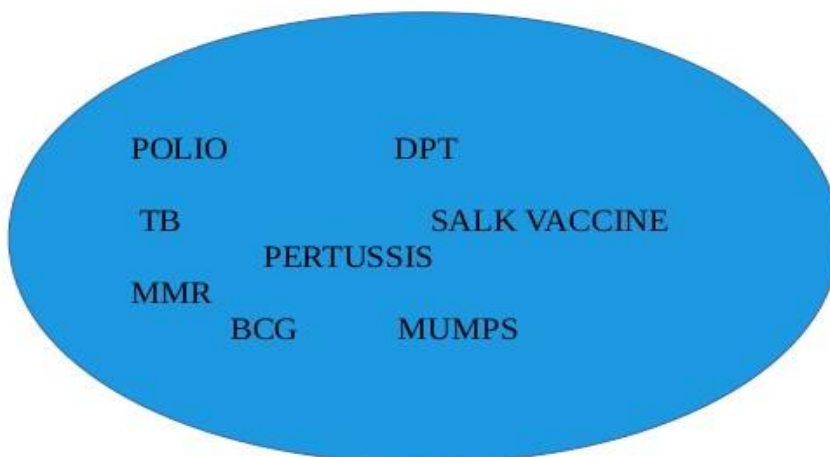 POLIO DPT
TB SALK VACCINE
PERTUSSIS
MMR
BCG MUMPS